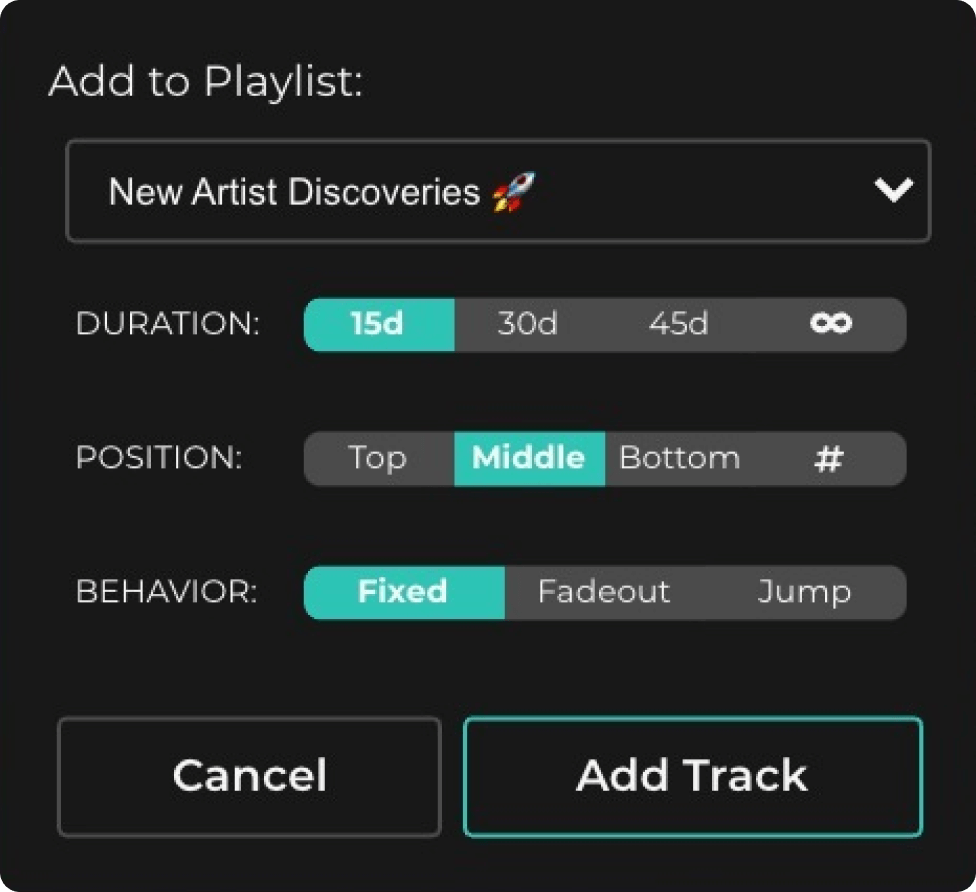 Add to Playlist:
New Artist Discoveries 🚀
DURATION: 15d 30d 45d ∞
POSITION: Top Middle Bottom #
BEHAVIOR: Fixed Fadeout Jump
Cancel Add Track